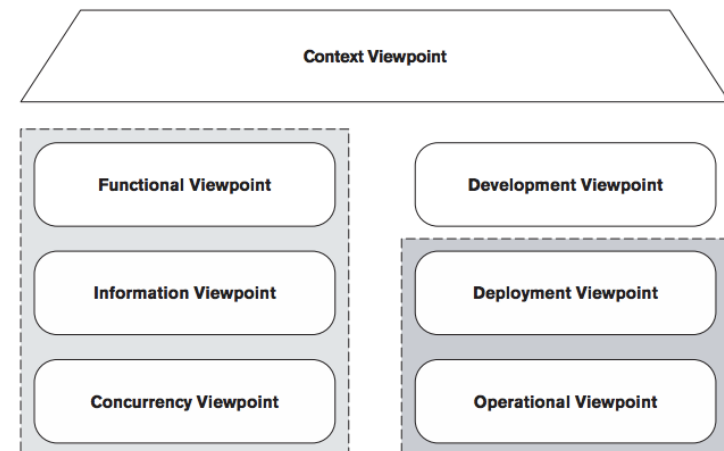 Context Viewpoint
Functional Viewpoint
Development Viewpoint
Information Viewpoint
Deployment Viewpoint
Concurrency Viewpoint
Operational Viewpoint